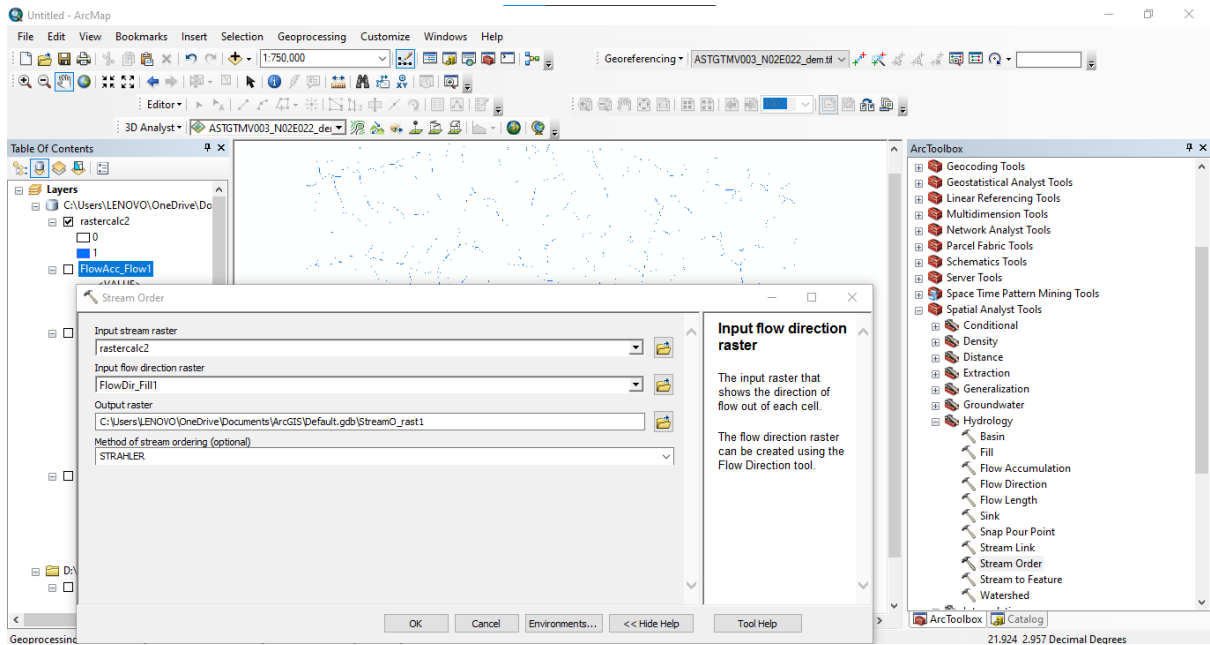 Untitled - ArcMap
File Edit View Bookmarks Insert Selection Geoprocessing Customize Windows Help
1:750,000
Georeferencing
ASTGTMV003_N02E022_dem.tif
Editor
3D Analyst
ASTGTMV003_N02E022_de
Table Of Contents
Layers
C:\Users\LENOVO\OneDrive\Do
rastercalc2
0
1
FlowAcc_Flow1
<VALUE>
D:\
Stream Order
Input stream raster
rastercalc2
Input flow direction raster
FlowDir_Fill1
Output raster
C:\Users\LENOVO\OneDrive\Documents\ArcGIS\Default.gdb\StreamO_rast1
Method of stream ordering (optional)
STRAHLER
Input flow direction
raster
The input raster that
shows the direction of
flow out of each cell.
The flow direction raster
can be created using the
Flow Direction tool.
OK Cancel Environments... << Hide Help Tool Help
ArcToolbox
Geocoding Tools
Geostatistical Analyst Tools
Linear Referencing Tools
Multidimension Tools
Network Analyst Tools
Parcel Fabric Tools
Schematics Tools
Server Tools
Space Time Pattern Mining Tools
Spatial Analyst Tools
Conditional
Density
Distance
Extraction
Generalization
Groundwater
Hydrology
Basin
Fill
Flow Accumulation
Flow Direction
Flow Length
Sink
Snap Pour Point
Stream Link
Stream Order
Stream to Feature
Watershed
ArcToolbox Catalog
Geoprocessing
21.924 2.957 Decimal Degrees